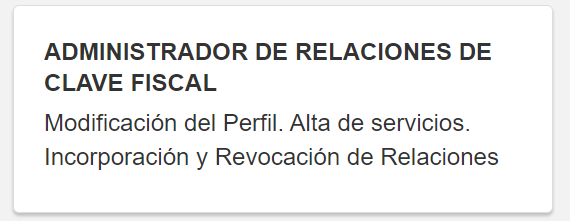 ADMINISTRADOR DE RELACIONES DE
CLAVE FISCAL
Modificación del Perfil. Alta de servicios.
Incorporación y Revocación de Relaciones